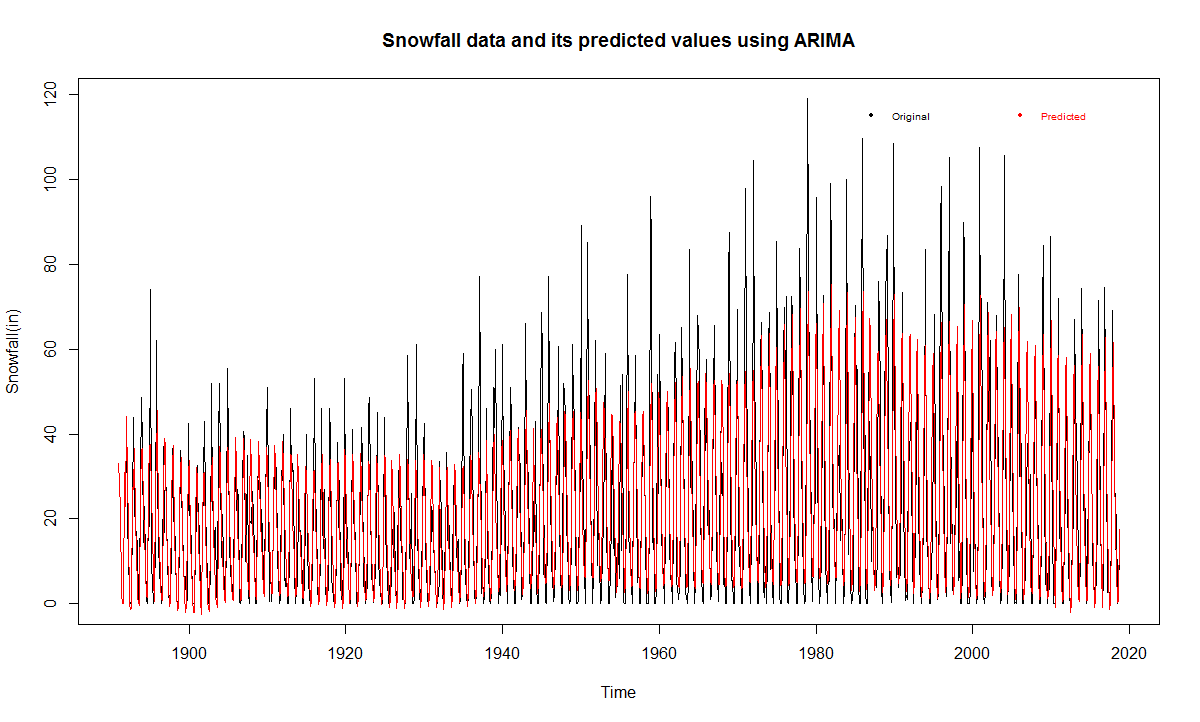 Snowfall data and its predicted values using ARIMA
Original
Predicted
120
100
80
60
40
20
0
Snowfall(in)
1900
1920
1940
1960
1980
2000
2020
Time